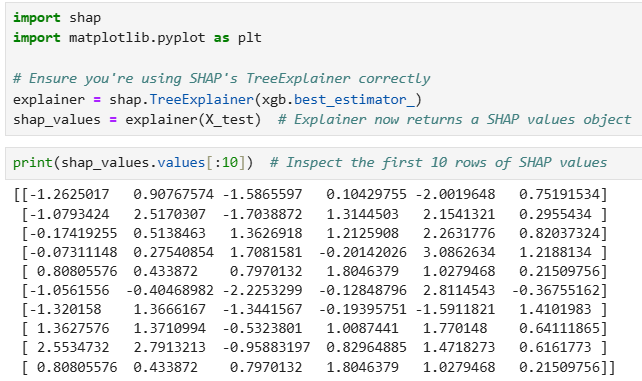 import shap
import matplotlib.pyplot as plt
# Ensure you're using SHAP's TreeExplainer correctly
explainer = shap.TreeExplainer(xgb.best_estimator_)
shap_values = explainer(X_test)  # Explainer now returns a SHAP values object
print(shap_values.values[:10])  # Inspect the first 10 rows of SHAP values
[[-1.2625017   0.90767574 -1.5865597   0.10429755 -2.0019648   0.75191534]
 [-1.0793424   2.5170307  -1.7038872   1.3144503   2.1541321   0.2955434 ]
 [-0.17419255  0.5138463   1.3626918   1.2125908   2.2631776   0.82037324]
 [-0.07311148  0.27540854  1.7081581  -0.20142026  3.0862634   1.2188134 ]
 [ 0.80805576  0.433872    0.7970132   1.8046379   1.0279468   0.21509756]
 [-1.0561556  -0.40468982 -2.2253299  -0.12848796  2.8114543  -0.36755162]
 [-1.320158    1.3666167  -1.3441567  -0.19395751 -1.5911821   1.4101983 ]
 [ 1.3627576   1.3710994  -0.5323801   1.0087441   1.770148    0.64111865]
 [ 2.5534732   2.7913213  -0.95883197  0.82964885  1.4718273   0.6161773 ]
 [ 0.80805576  0.433872    0.7970132   1.8046379   1.0279468   0.21509756]]